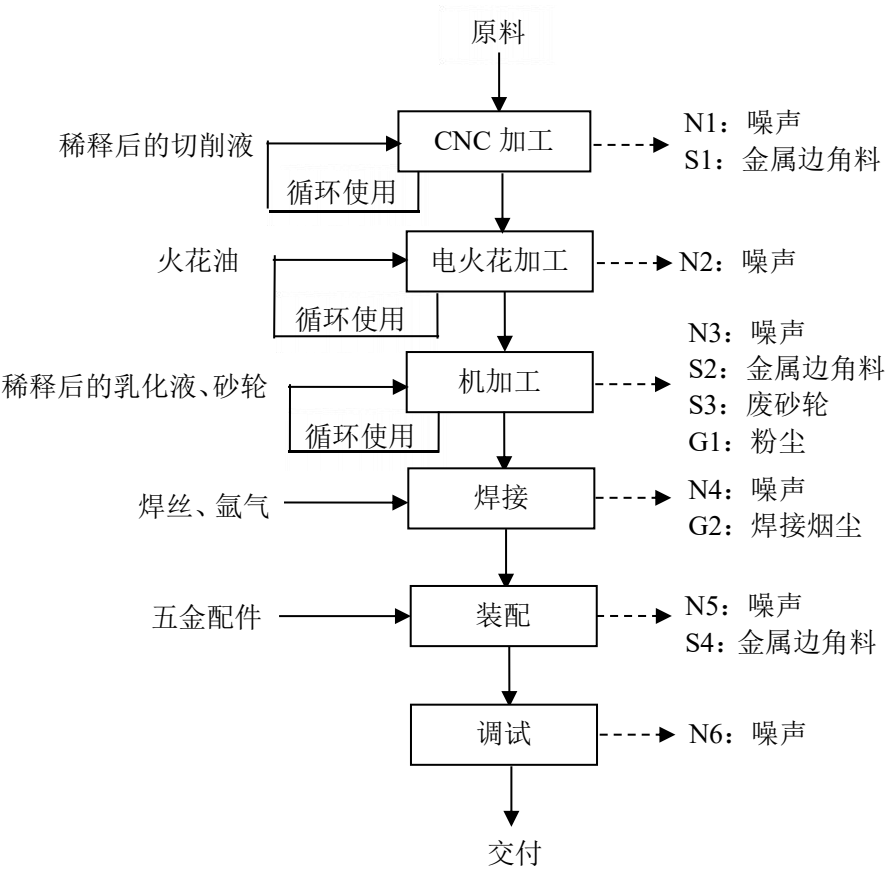 原料
稀释后的切削液
CNC 加工
N1：噪声
S1：金属边角料
循环使用
火花油
电火花加工
N2：噪声
循环使用
稀释后的乳化液、砂轮
机加工
N3：噪声
S2：金属边角料
S3：废砂轮
G1：粉尘
循环使用
焊丝、氩气
焊接
N4：噪声
G2：焊接烟尘
五金配件
装配
N5：噪声
S4：金属边角料
调试
N6：噪声
交付